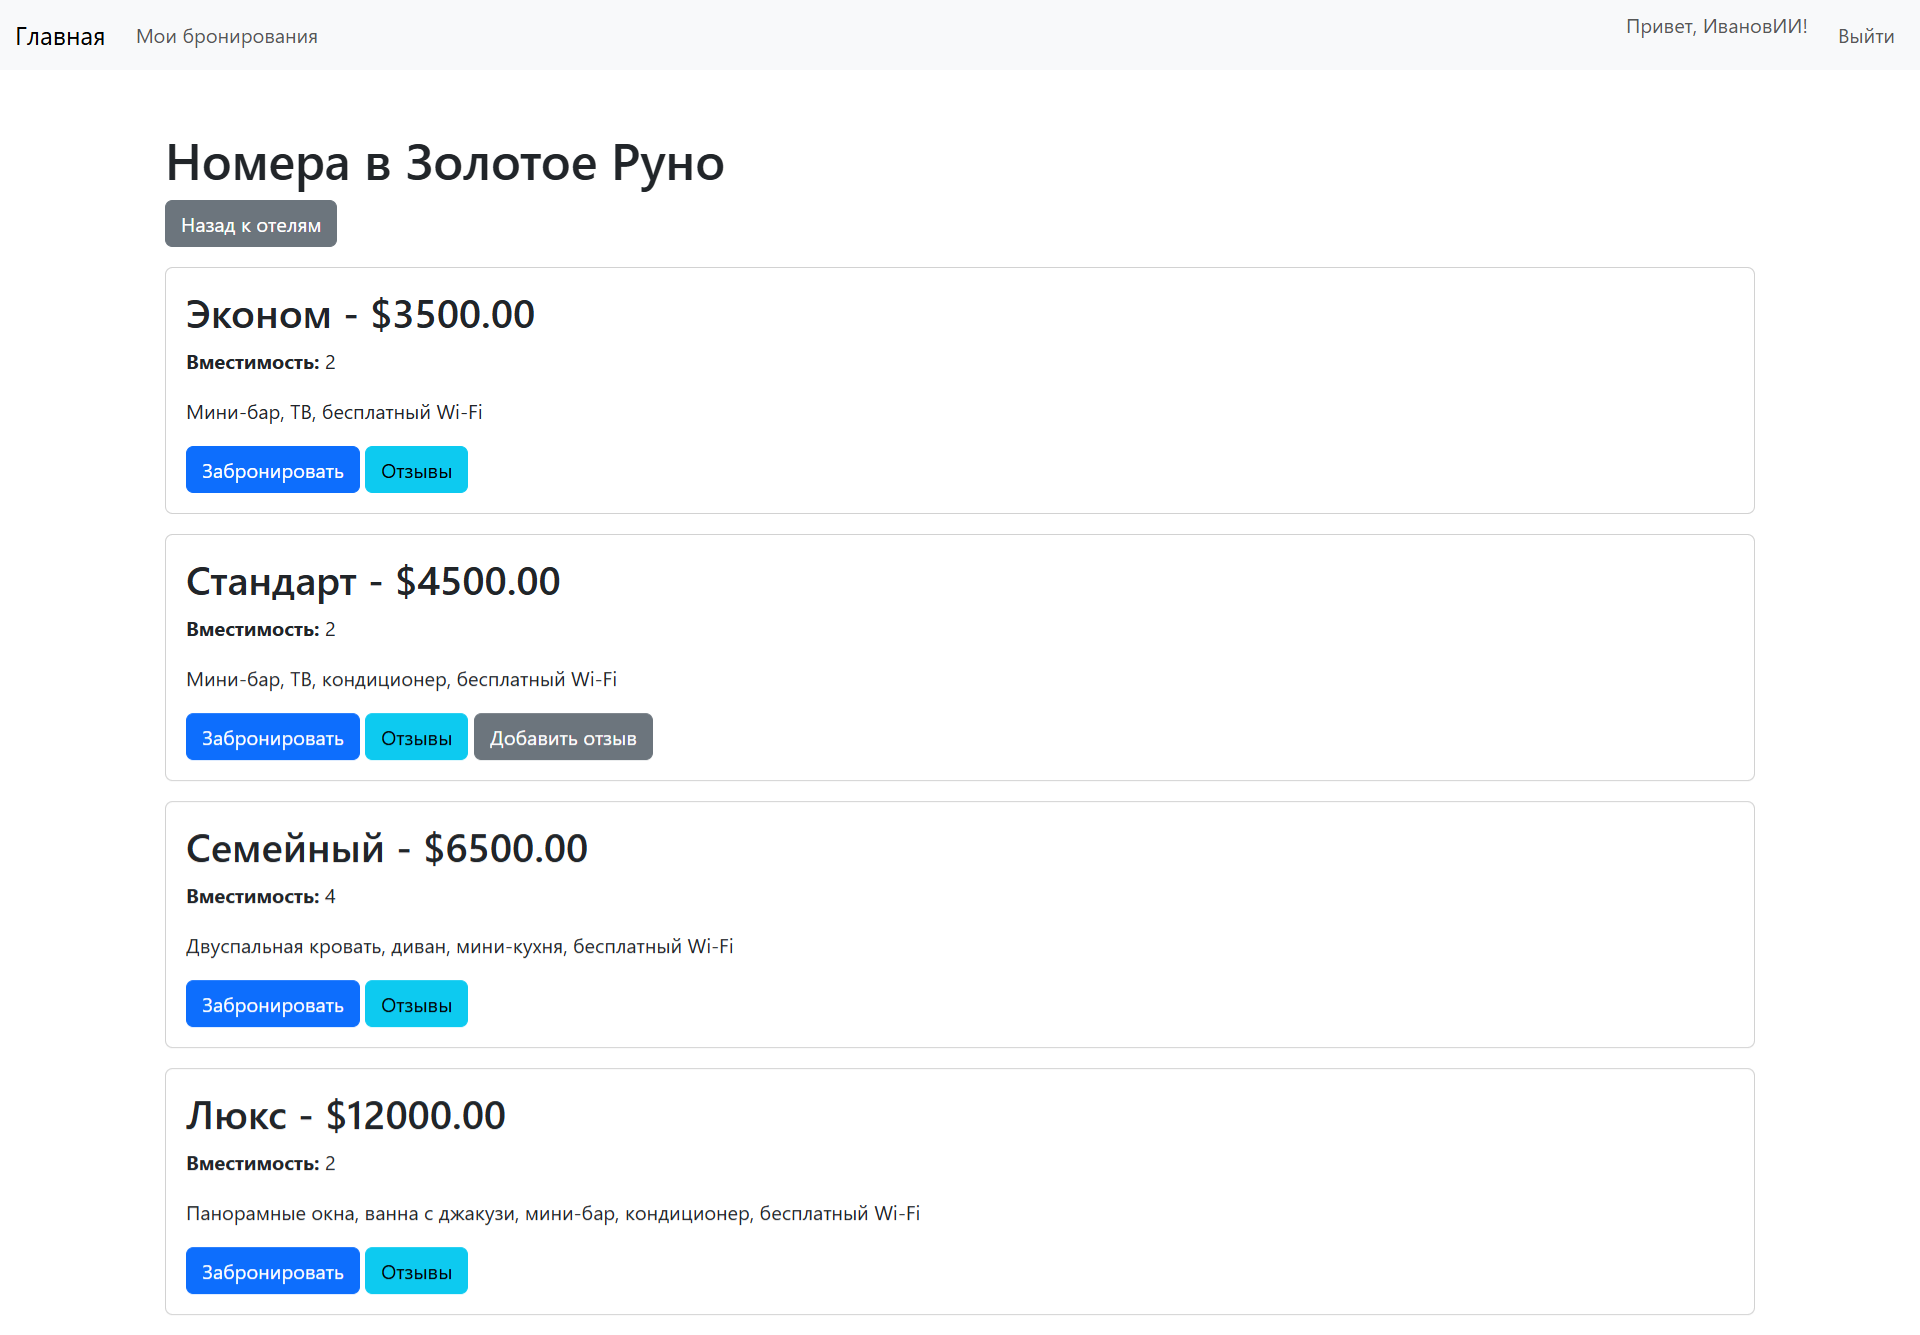 Главная Мои бронирования Привет, ИвановИИ! Выйти
Номера в Золотое Руно
Назад к отелям
Эконом - $3500.00
Вместимость: 2
Мини-бар, ТВ, бесплатный Wi-Fi
Забронировать Отзывы
Стандарт - $4500.00
Вместимость: 2
Мини-бар, ТВ, кондиционер, бесплатный Wi-Fi
Забронировать Отзывы Добавить отзыв
Семейный - $6500.00
Вместимость: 4
Двуспальная кровать, диван, мини-кухня, бесплатный Wi-Fi
Забронировать Отзывы
Люкс - $12000.00
Вместимость: 2
Панорамные окна, ванна с джакузи, мини-бар, кондиционер, бесплатный Wi-Fi
Забронировать Отзывы